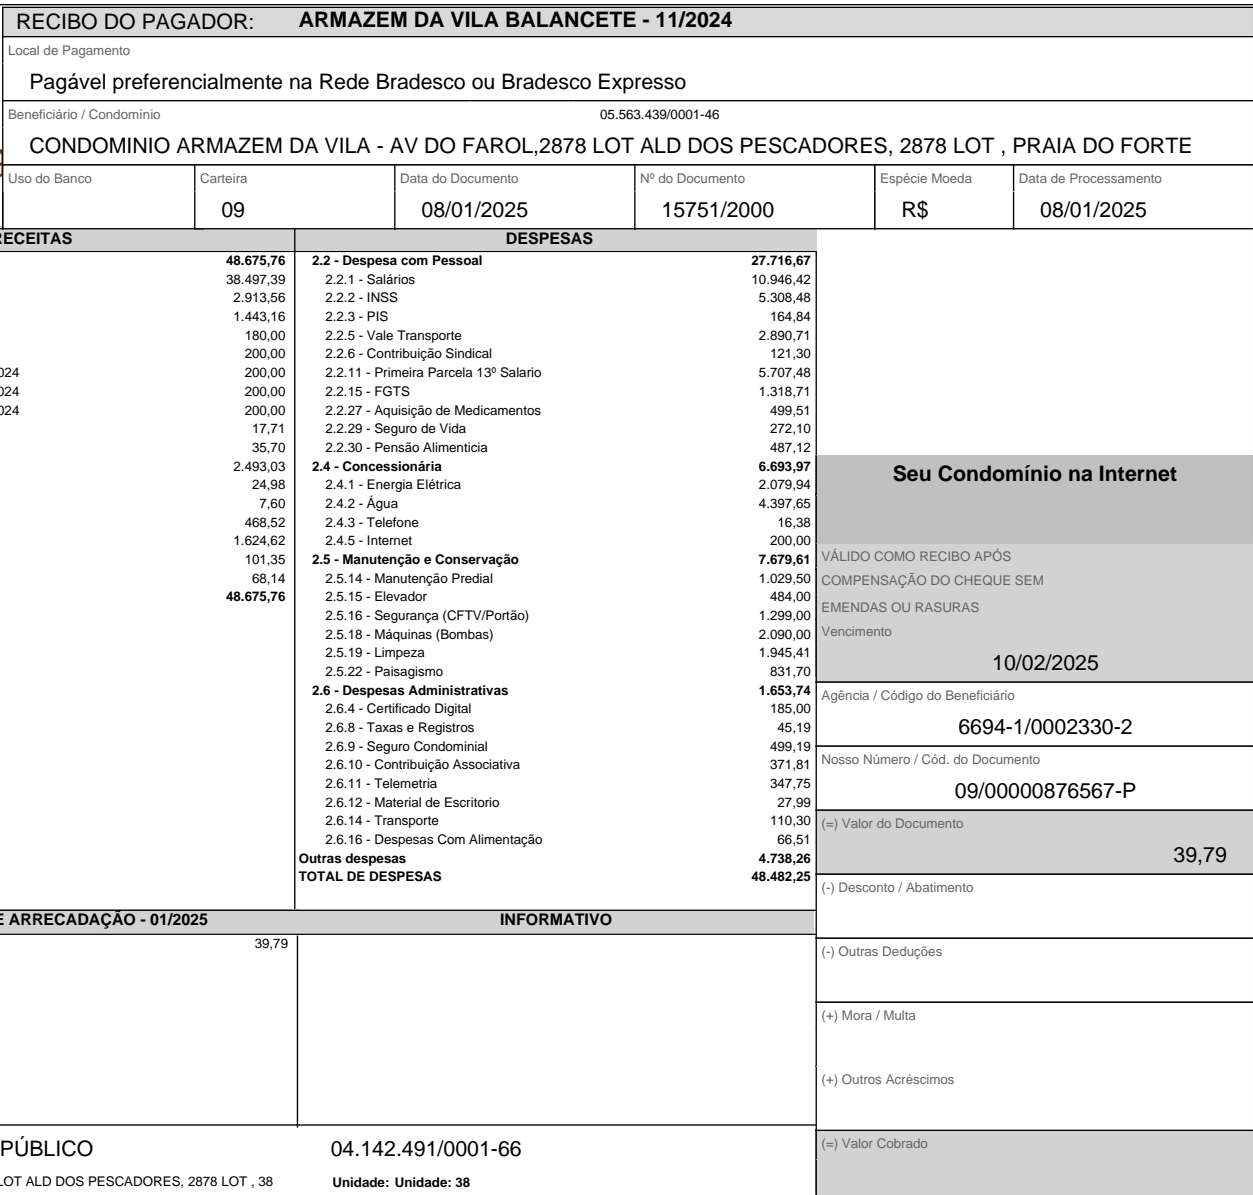 RECIBO DO PAGADOR: ARMAZEM DA VILA BALANCETE - 11/2024
Local de Pagamento
Pagável preferencialmente na Rede Bradesco ou Bradesco Expresso
Beneficiário / Condomínio 05.563.439/0001-46
CONDOMINIO ARMAZEM DA VILA - AV DO FAROL,2878 LOT ALD DOS PESCADORES, 2878 LOT , PRAIA DO FORTE
Uso do Banco Carteira Data do Documento Nº do Documento Espécie Moeda Data de Processamento
09 08/01/2025 15751/2000 R$ 08/01/2025
RECEITAS DESPESAS
48.675,76 2.2 - Despesa com Pessoal 27.716,67
38.497,39 2.2.1 - Salários 10.946,42
2.913,56 2.2.2 - INSS 5.308,48
1.443,16 2.2.3 - PIS 164,84
180,00 2.2.5 - Vale Transporte 2.890,71
200,00 2.2.6 - Contribuição Sindical 121,30
024 200,00 2.2.11 - Primeira Parcela 13º Salario 5.707,48
024 200,00 2.2.15 - FGTS 1.318,71
024 200,00 2.2.27 - Aquisição de Medicamentos 499,51
17,71 2.2.29 - Seguro de Vida 272,10
35,70 2.2.30 - Pensão Alimenticia 487,12
2.493,03 2.4 - Concessionária 6.693,97
24,98 2.4.1 - Energia Elétrica 2.079,94
7,60 2.4.2 - Água 4.397,65
468,52 2.4.3 - Telefone 16,38
1.624,62 2.4.5 - Internet 200,00
101,35 2.5 - Manutenção e Conservação 7.679,61
68,14 2.5.14 - Manutenção Predial 1.029,50
48.675,76 2.5.15 - Elevador 484,00
2.5.16 - Segurança (CFTV/Portão) 1.299,00
2.5.18 - Máquinas (Bombas) 2.090,00
2.5.19 - Limpeza 1.945,41
2.5.22 - Paisagismo 831,70
2.6 - Despesas Administrativas 1.653,74
2.6.4 - Certificado Digital 185,00
2.6.8 - Taxas e Registros 45,19
2.6.9 - Seguro Condominial 499,19
2.6.10 - Contribuição Associativa 371,81
2.6.11 - Telemetria 347,75
2.6.12 - Material de Escritorio 27,99
2.6.14 - Transporte 110,30
2.6.16 - Despesas Com Alimentação 66,51
Outras despesas 4.738,26
TOTAL DE DESPESAS 48.482,25
Seu Condomínio na Internet
VÁLIDO COMO RECIBO APÓS
COMPENSAÇÃO DO CHEQUE SEM
EMENDAS OU RASURAS
Vencimento
10/02/2025
Agência / Código do Beneficiário
6694-1/0002330-2
Nosso Número / Cód. do Documento
09/00000876567-P
(=) Valor do Documento
39,79
(-) Desconto / Abatimento
(-) Outras Deduções
(+) Mora / Multa
(+) Outros Acréscimos
(=) Valor Cobrado
E ARRECADAÇÃO - 01/2025 INFORMATIVO
39,79
PÚBLICO 04.142.491/0001-66
LOT ALD DOS PESCADORES, 2878 LOT , 38 Unidade: Unidade: 38